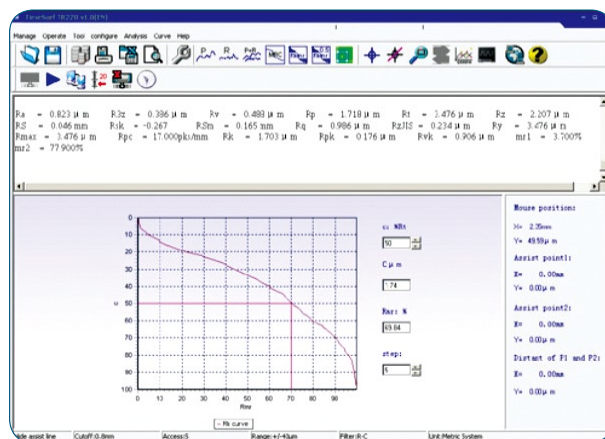 TimeSurf TR220 v1.0(EN)
Manage Operate Tool configure Analysis Curve Help
Ra = 0.823 μ m R3z = 0.386 μ m Rv = 0.488 μ m Rp = 1.718 μ m Rt = 3.476 μ m Rz = 2.207 μ m
RS = 0.046 mm Rsk = -0.267 RSm = 0.165 mm Rq = 0.986 μ m RzJIS = 0.234 μ m Ry = 3.476 μ m
Rmax = 3.476 μ m Rpc = 17.000pks/mm Rk = 1.703 μ m Rpk = 0.176 μ m Rvk = 0.906 μ m mr1 = 3.700%
mr2 = 77.900%
0
10
20
30
40
50
60
70
80
90
100
c
0 10 20 30 40 50 60 70 80 90
Rmr
Rk curve
c: %Rt
50
C μ m
1.74
Rmr: %
69.84
step:
5
Mouse position:
X= 2.35mm
Y= 49.59μ m
Assist point1:
X= 0.00mm
Y= 0.00μ m
Assist point2:
X= 0.00mm
Y= 0.00μ m
Distant of P1 and P2:
X= 0.00mm
Y= 0.00μ m
ide assist line Cutoff:0.8mm Access:5 Range:+/-40μm Filter:R-C Unit:Metric System